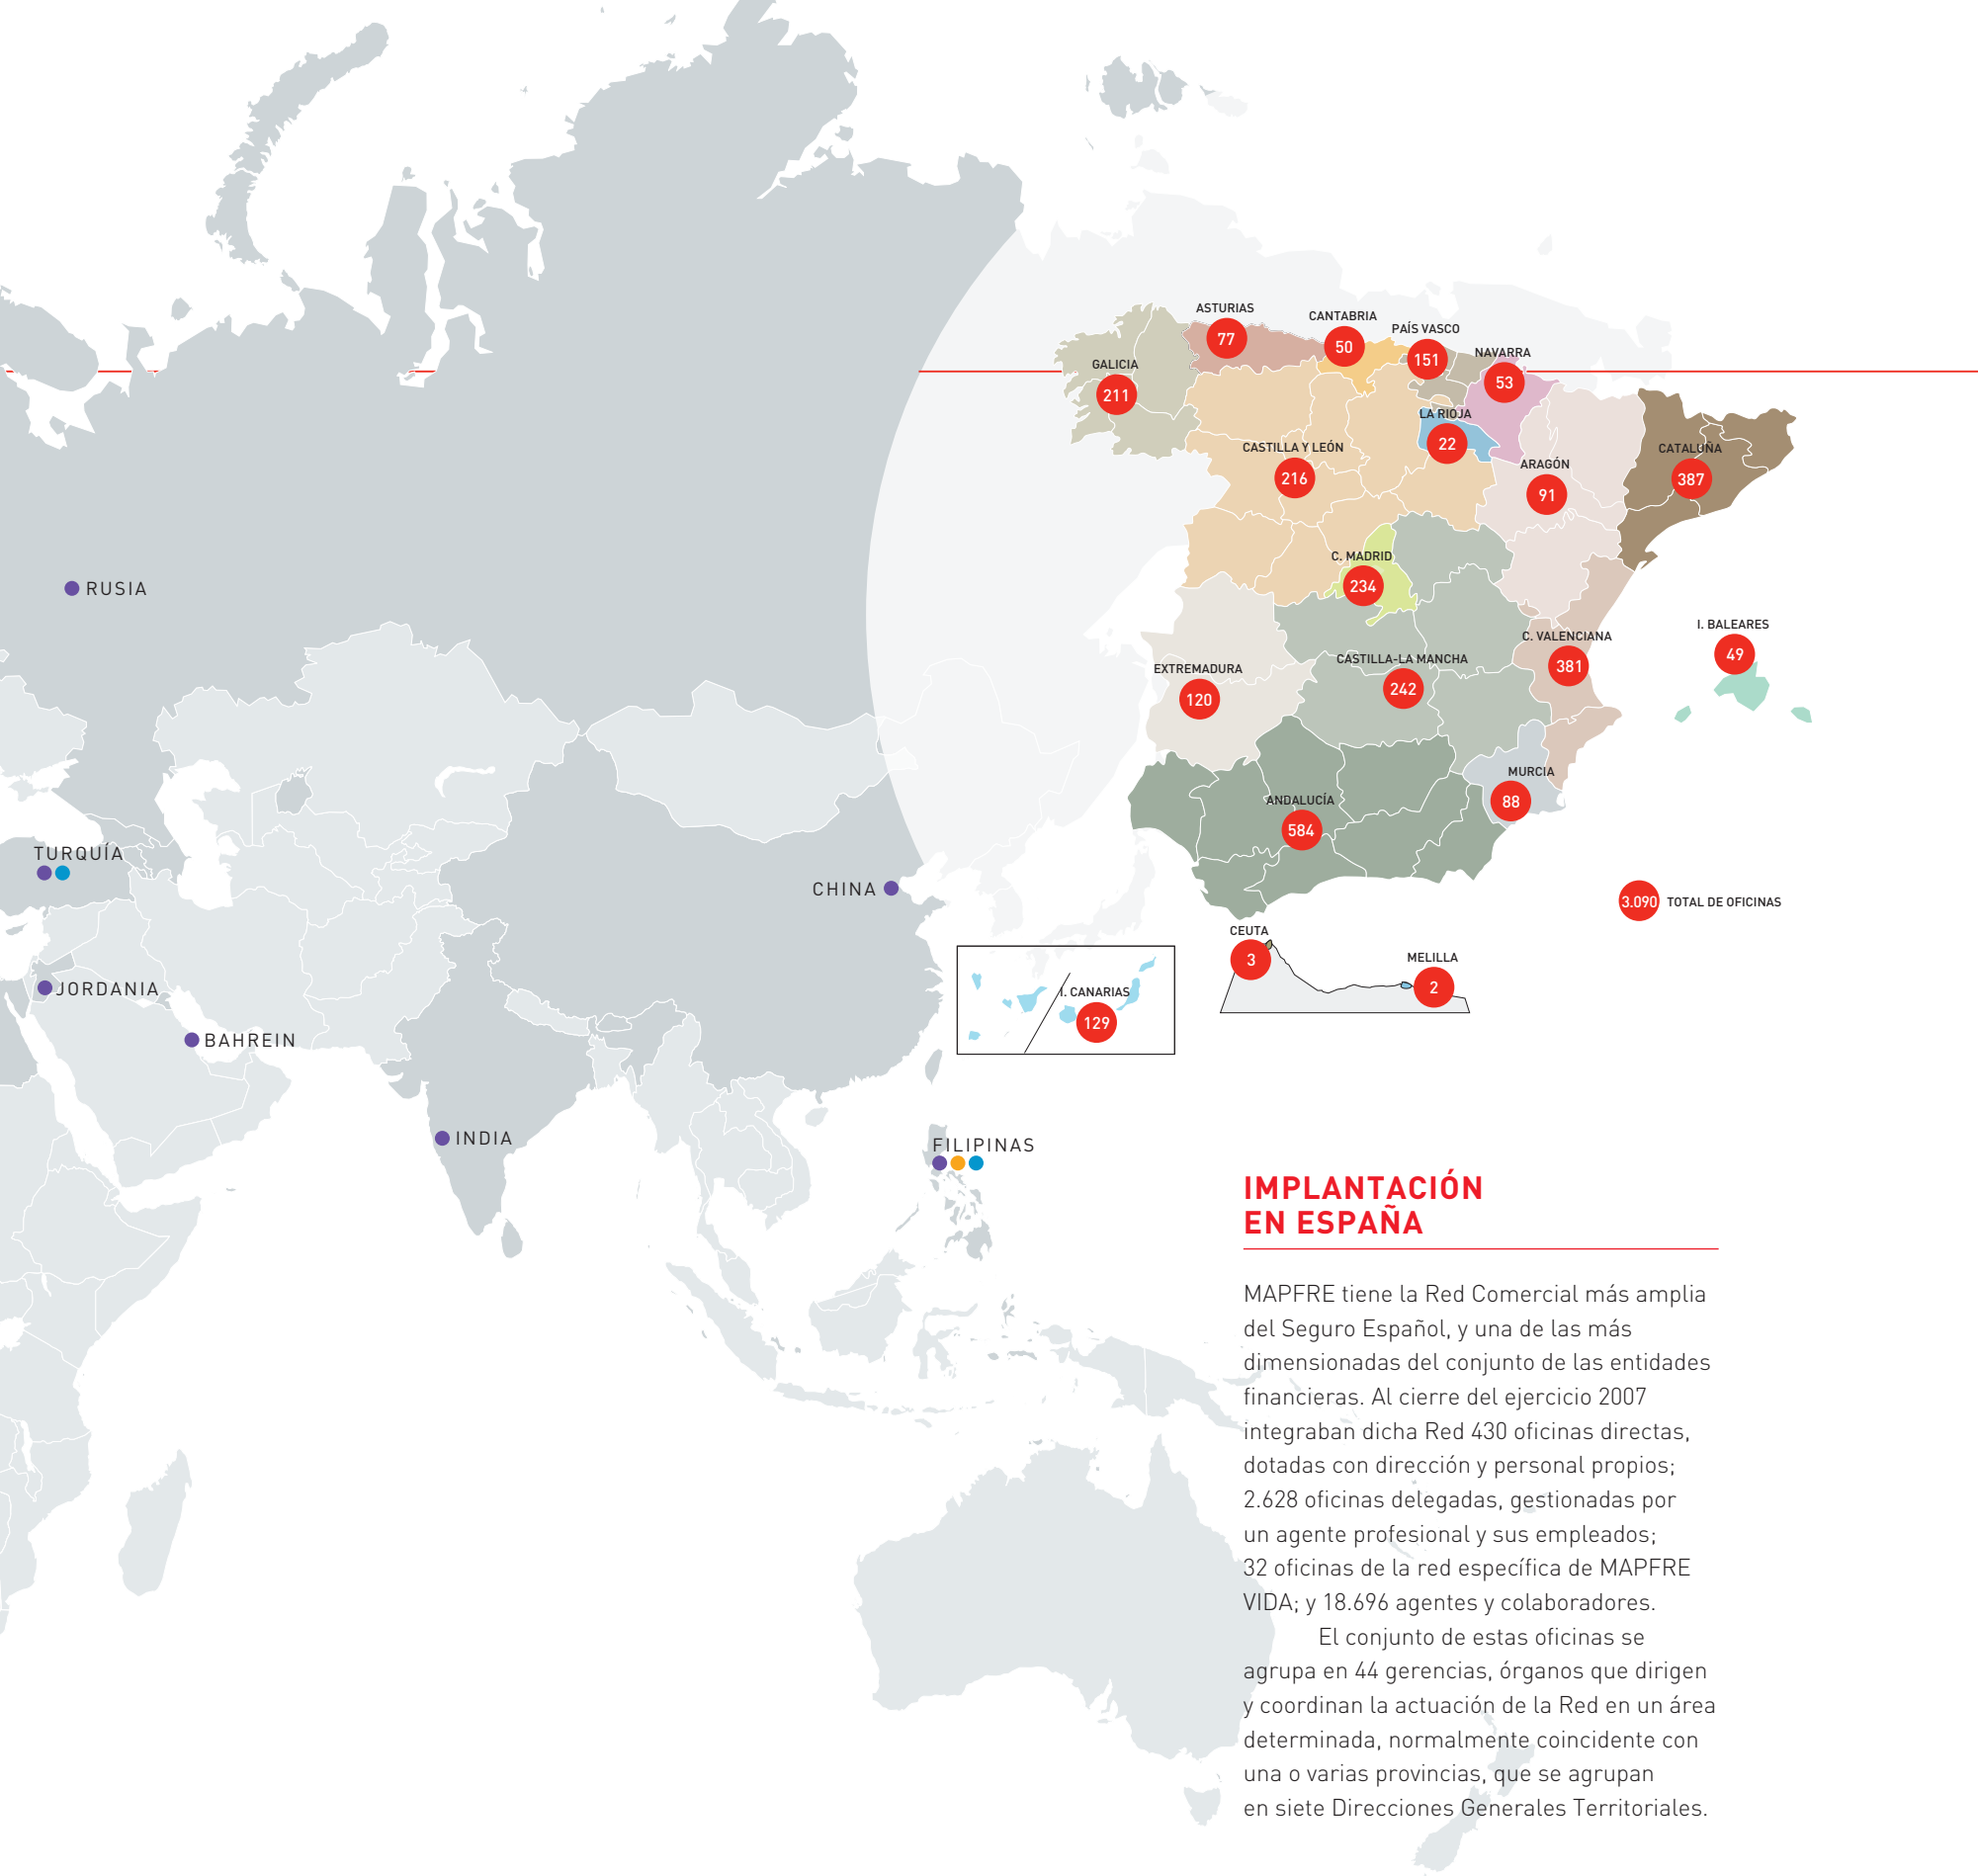 ASTURIAS
77
CANTABRIA
50
PAÍS VASCO
151
NAVARRA
53
GALICIA
211
LA RIOJA
22
CASTILLA Y LEÓN
216
ARAGÓN
91
CATALUÑA
387
C. MADRID
234
RUSIA
I. BALEARES
49
C. VALENCIANA
381
EXTREMADURA
120
CASTILLA-LA MANCHA
242
MURCIA
88
ANDALUCÍA
584
TURQUÍA
CHINA
3.090 TOTAL DE OFICINAS
CEUTA
3
MELILLA
2
JORDANIA
I. CANARIAS
129
BAHREIN
INDIA
FILIPINAS
IMPLANTACIÓN
EN ESPAÑA
MAPFRE tiene la Red Comercial más amplia
del Seguro Español, y una de las más
dimensionadas del conjunto de las entidades
financieras. Al cierre del ejercicio 2007
integraban dicha Red 430 oficinas directas,
dotadas con dirección y personal propios;
2.628 oficinas delegadas, gestionadas por
un agente profesional y sus empleados;
32 oficinas de la red específica de MAPFRE
VIDA; y 18.696 agentes y colaboradores.
El conjunto de estas oficinas se
agrupa en 44 gerencias, órganos que dirigen
y coordinan la actuación de la Red en un área
determinada, normalmente coincidente con
una o varias provincias, que se agrupan
en siete Direcciones Generales Territoriales.